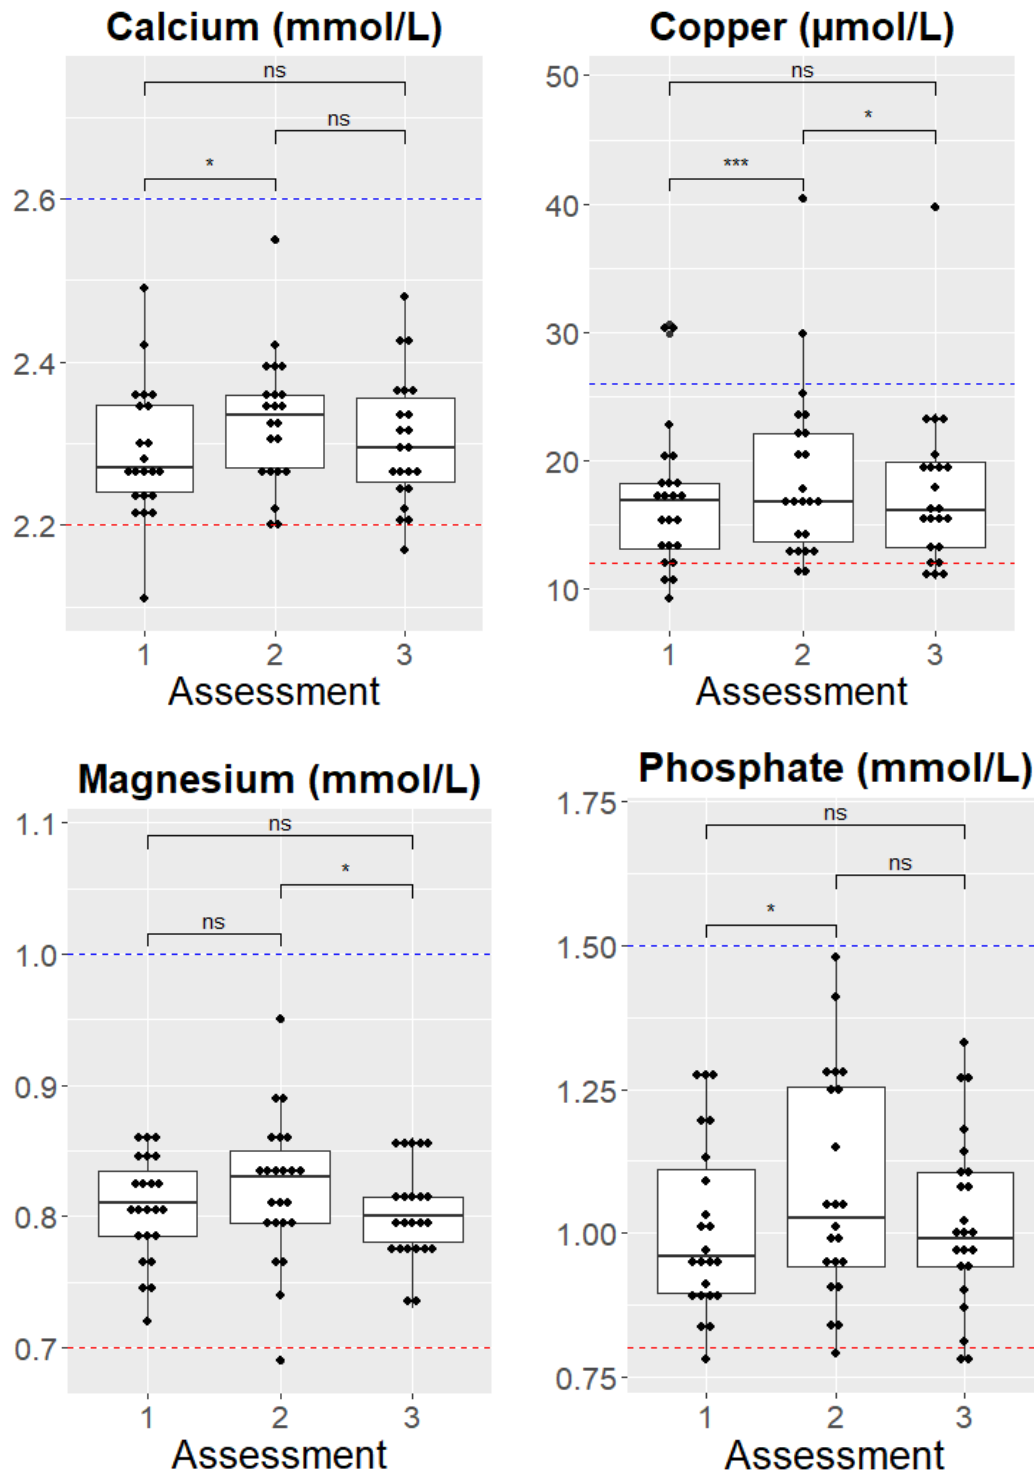 Calcium (mmol/L)
ns
ns
*
2.6
2.4
2.2
1 2 3
Assessment
Copper (µmol/L)
50
ns
*
***
40
30
20
10
1 2 3
Assessment
Magnesium (mmol/L)
1.1
ns
*
ns
1.0
0.9
0.8
0.7
1 2 3
Assessment
Phosphate (mmol/L)
1.75
ns
ns
*
1.50
1.25
1.00
0.75
1 2 3
Assessment